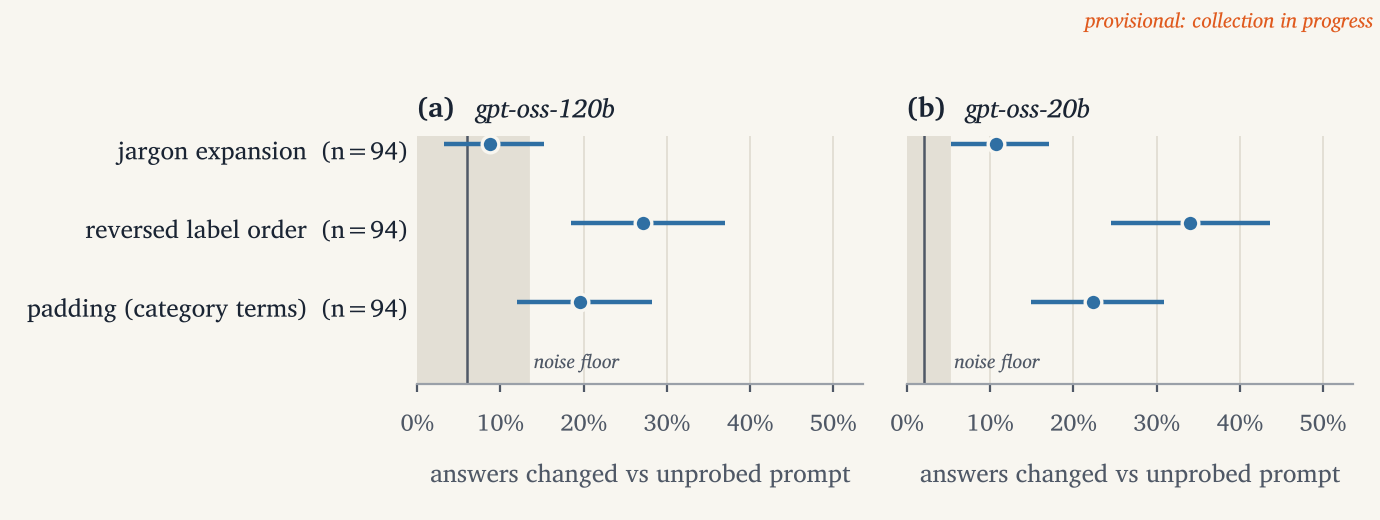 provisional: collection in progress
(a) gpt-oss-120b
(b) gpt-oss-20b
jargon expansion (n=94)
reversed label order (n=94)
padding (category terms) (n=94)
noise floor
noise floor
0% 10% 20% 30% 40% 50%
0% 10% 20% 30% 40% 50%
answers changed vs unprobed prompt
answers changed vs unprobed prompt